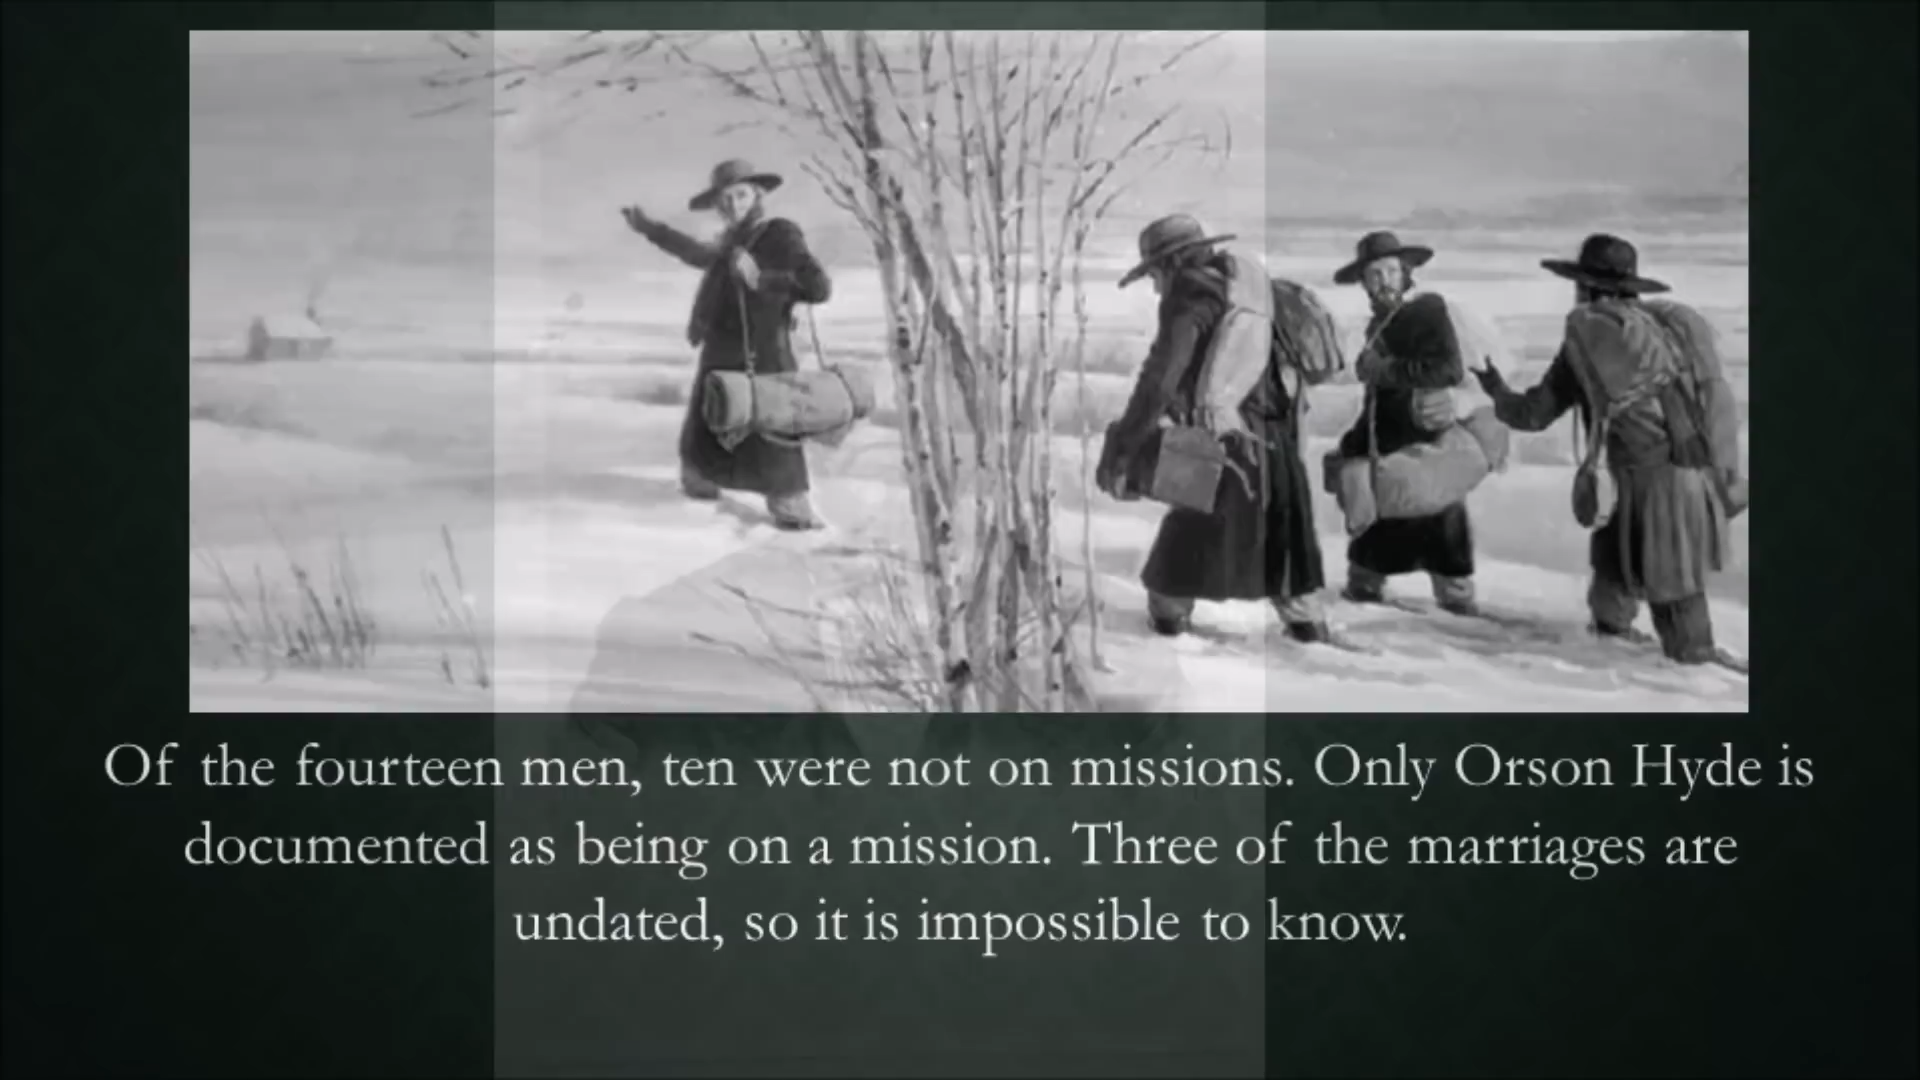 Of the fourteen men, ten were not on missions. Only Orson Hyde is
documented as being on a mission. Three of the marriages are
undated, so it is impossible to know.